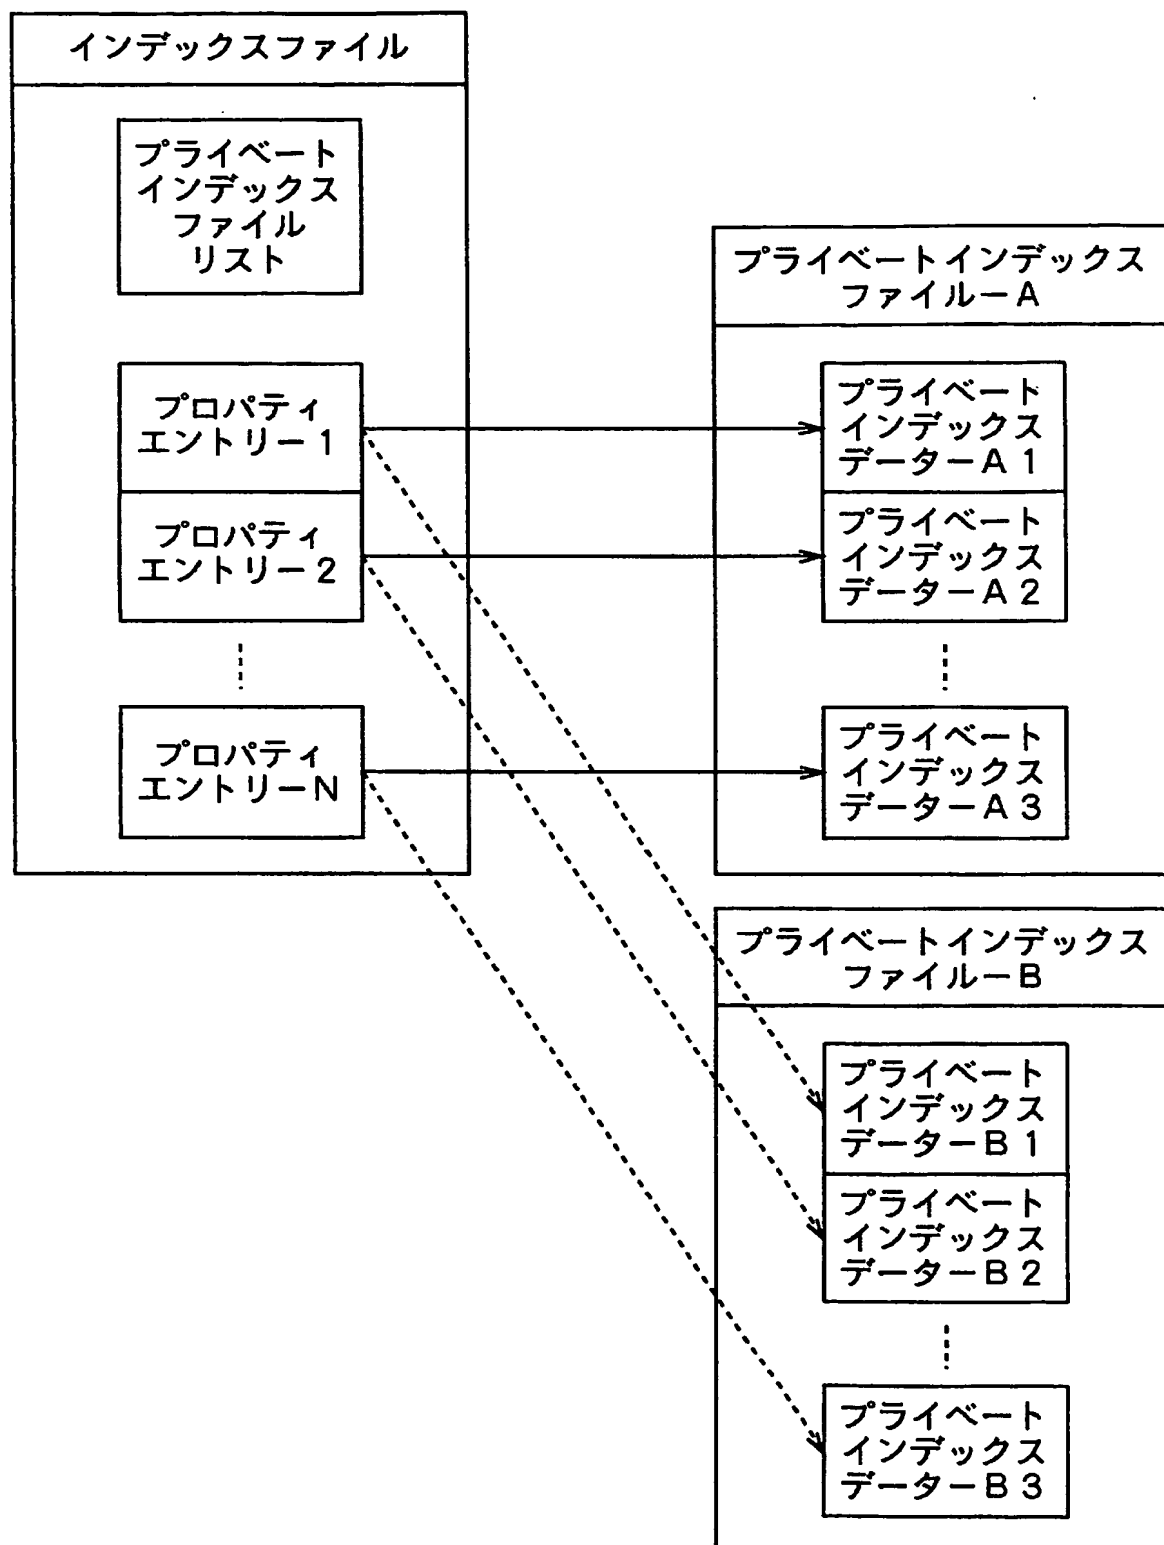 インデックスファイル
プライベート
インデックス
ファイル
リスト
プロパティ
エントリー1
プロパティ
エントリー2
プロパティ
エントリーN
プライベートインデックス
ファイルーA
プライベート
インデックス
データーA1
プライベート
インデックス
データーA2
プライベート
インデックス
データーA3
プライベートインデックス
ファイルーB
プライベート
インデックス
データーB1
プライベート
インデックス
データーB2
プライベート
インデックス
データーB3